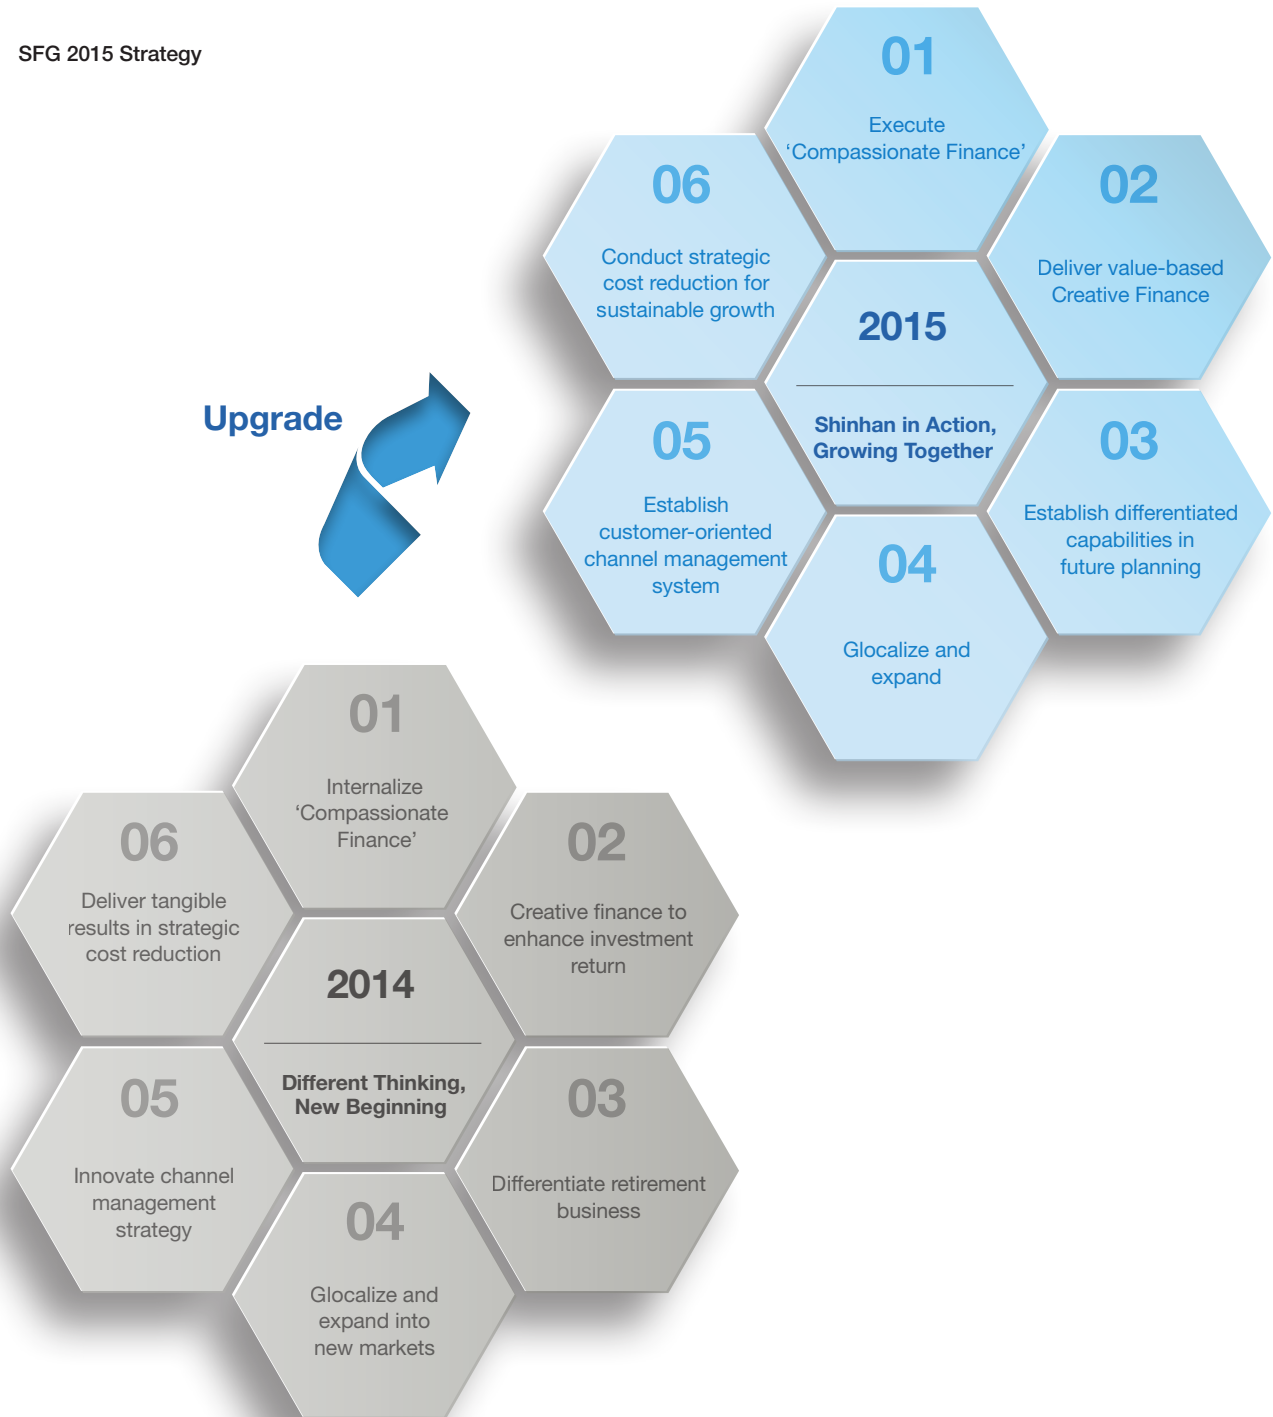 SFG 2015 Strategy
01
Execute
‘Compassionate Finance’
02
Deliver value-based
Creative Finance
03
Establish differentiated
capabilities in
future planning
04
Glocalize and
expand
05
Establish
customer-oriented
channel management
system
06
Conduct strategic
cost reduction for
sustainable growth
2015
Shinhan in Action,
Growing Together
Upgrade
01
Internalize
‘Compassionate
Finance’
02
Creative finance to
enhance investment
return
03
Differentiate retirement
business
04
Glocalize and
expand into
new markets
05
Innovate channel
management
strategy
06
Deliver tangible
results in strategic
cost reduction
2014
Different Thinking,
New Beginning